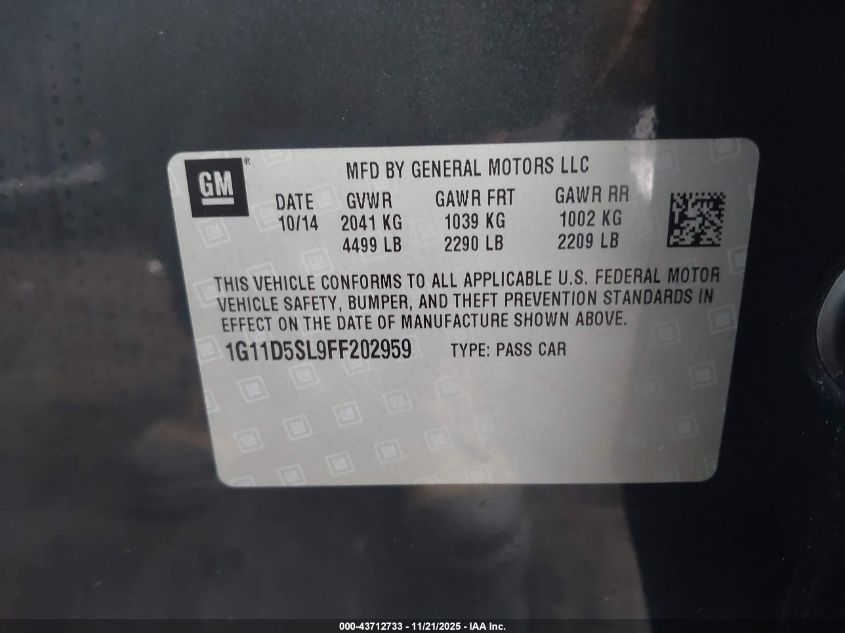 GM
MFD BY GENERAL MOTORS LLC
DATE GVWR GAWR FRT GAWR RR
10/14 2041 KG 1039 KG 1002 KG
4499 LB 2290 LB 2209 LB
THIS VEHICLE CONFORMS TO ALL APPLICABLE U.S. FEDERAL MOTOR
VEHICLE SAFETY, BUMPER, AND THEFT PREVENTION STANDARDS IN
EFFECT ON THE DATE OF MANUFACTURE SHOWN ABOVE.
1G11D5SL9FF202959 TYPE: PASS CAR
000-43712733 - 11/21/2025 - IAA Inc.